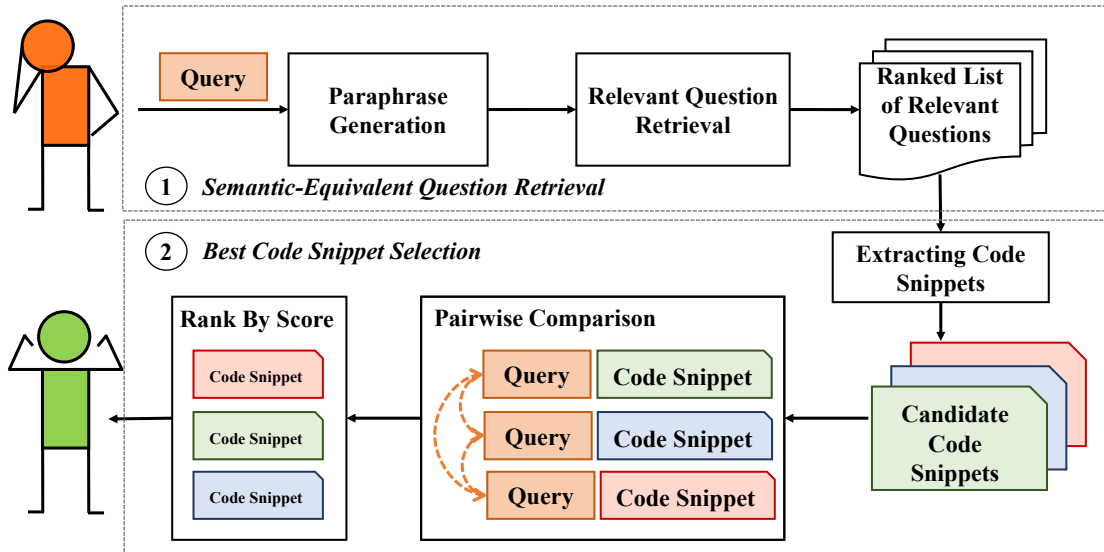 Query
Paraphrase
Generation
Relevant Question
Retrieval
Ranked List
of Relevant
Questions
1
Semantic-Equivalent Question Retrieval
2
Best Code Snippet Selection
Extracting Code
Snippets
Candidate
Code
Snippets
Pairwise Comparison
Query
Code Snippet
Query
Code Snippet
Query
Code Snippet
Rank By Score
Code Snippet
Code Snippet
Code Snippet